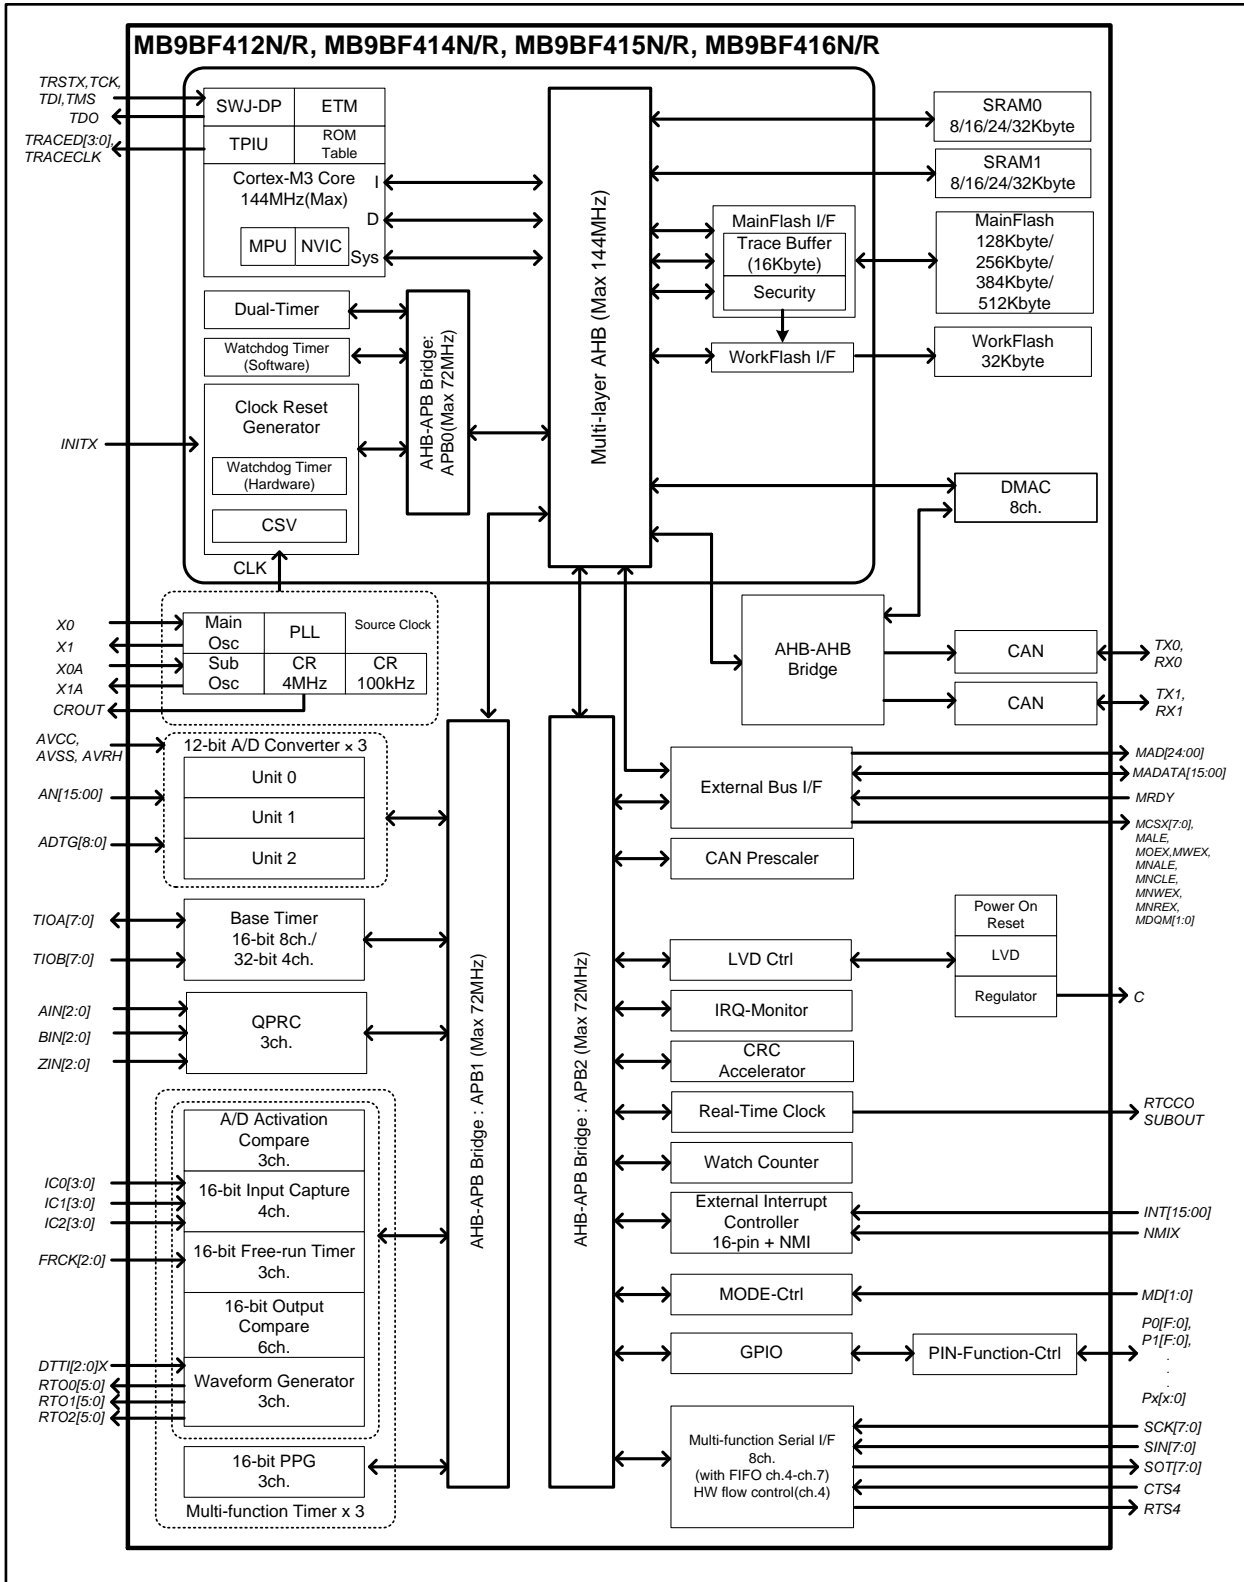 MB9BF412N/R, MB9BF414N/R, MB9BF415N/R, MB9BF416N/R
TRSTX,TCK,
TDI,TMS
TDO
TRACED[3:0],
TRACECLK
SWJ-DP
ETM
TPIU
ROM
Table
Cortex-M3 Core
144MHz(Max)
I
D
Sys
MPU
NVIC
Dual-Timer
Watchdog Timer
(Software)
Clock Reset
Generator
Watchdog Timer
(Hardware)
CSV
INITX
CLK
AHB-APB Bridge:
APB0(Max 72MHz)
Multi-layer AHB (Max 144MHz)
MainFlash I/F
Trace Buffer
(16Kbyte)
Security
WorkFlash I/F
SRAM0
8/16/24/32Kbyte
SRAM1
8/16/24/32Kbyte
MainFlash
128Kbyte/
256Kbyte/
384Kbyte/
512Kbyte
WorkFlash
32Kbyte
DMAC
8ch.
AHB-AHB
Bridge
CAN
TX0,
RX0
CAN
TX1,
RX1
X0
X1
X0A
X1A
CROUT
Main
Osc
PLL
Source Clock
Sub
Osc
CR
4MHz
CR
100kHz
AVCC,
AVSS, AVRH
AN[15:00]
ADTG[8:0]
12-bit A/D Converter × 3
Unit 0
Unit 1
Unit 2
TIOA[7:0]
TIOB[7:0]
Base Timer
16-bit 8ch./
32-bit 4ch.
AIN[2:0]
BIN[2:0]
ZIN[2:0]
QPRC
3ch.
A/D Activation
Compare
3ch.
IC0[3:0]
IC1[3:0]
IC2[3:0]
16-bit Input Capture
4ch.
FRCK[2:0]
16-bit Free-run Timer
3ch.
16-bit Output
Compare
6ch.
DTTI[2:0]X
RTO0[5:0]
RTO1[5:0]
RTO2[5:0]
Waveform Generator
3ch.
16-bit PPG
3ch.
Multi-function Timer x 3
AHB-APB Bridge : APB1 (Max 72MHz)
AHB-APB Bridge : APB2 (Max 72MHz)
External Bus I/F
MAD[24:00]
MADATA[15:00]
MRDY
MCSX[7:0],
MALE,
MOEX,MWEX,
MNALE,
MNCLE,
MNWEX,
MNREX,
MDQM[1:0]
CAN Prescaler
LVD Ctrl
Power On
Reset
LVD
Regulator
C
IRQ-Monitor
CRC
Accelerator
Real-Time Clock
RTCCO
SUBOUT
Watch Counter
External Interrupt
Controller
16-pin + NMI
INT[15:00]
NMIX
MODE-Ctrl
MD[1:0]
GPIO
PIN-Function-Ctrl
P0[F:0],
P1[F:0],
.
.
.
Px[x:0]
Multi-function Serial I/F
8ch.
(with FIFO ch.4-ch.7)
HW flow control(ch.4)
SCK[7:0]
SIN[7:0]
SOT[7:0]
CTS4
RTS4